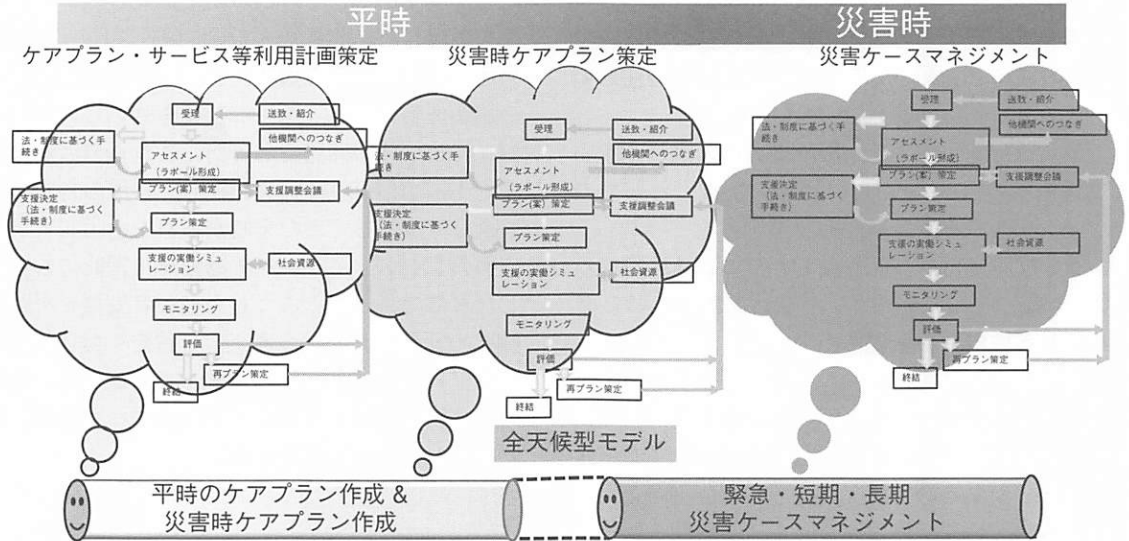 平時
災害時
ケアプラン・サービス等利用計画策定
災害時ケアプラン策定
災害ケースマネジメント
受理
送致・紹介
法・制度に基づく手
続き
他機関へのつなぎ
アセスメント
(ラポール形成)
プラン(案) 策定
支援調整会議
支援決定
(法・制度に基づく
手続き)
プラン策定
支援の実働シミュ
レーション
社会資源
モニタリング
評価
再プラン策定
終結
受理
送致・紹介
法・制度に基づく手
続き
他機関へのつなぎ
アセスメント
(ラポール形成)
プラン(案) 策定
支援調整会議
支援決定
(法・制度に基づく
手続き)
プラン策定
支援の実働シミュ
レーション
社会資源
モニタリング
評価
再プラン策定
終結
受理
送致・紹介
法・制度に基づく手
続き
他機関へのつなぎ
アセスメント
(ラポール形成)
プラン(案) 策定
支援調整会議
支援決定
(法・制度に基づく
手続き)
プラン策定
支援の実働シミュ
レーション
社会資源
モニタリング
評価
再プラン策定
終結
全天候型モデル
平時のケアプラン作成 &
災害時ケアプラン作成
緊急・短期・長期
災害ケースマネジメント